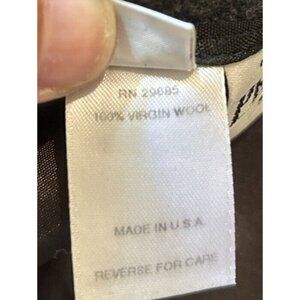 RN 29685
100% VIRGIN WOOL
MADE IN U.S.A.
REVERSE FOR CARE